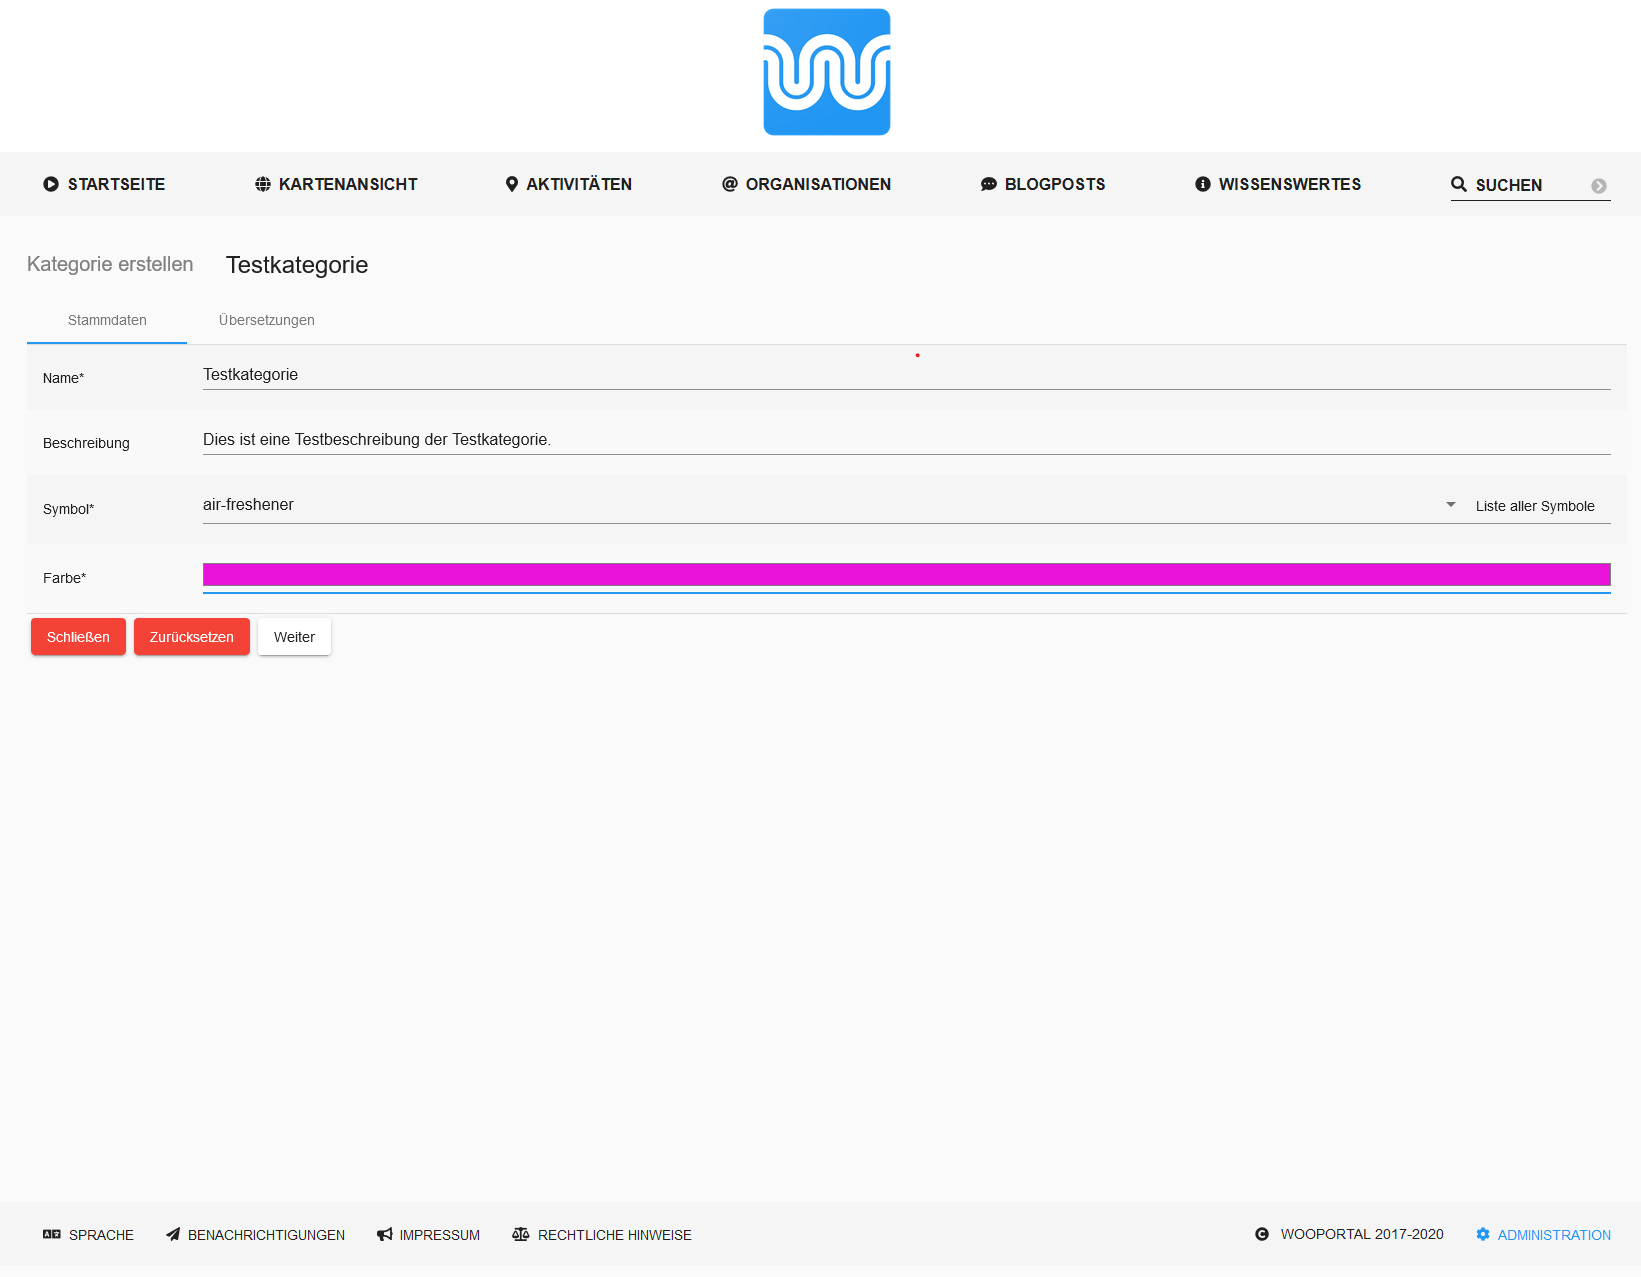 STARTSEITE KARTENANSICHT AKTIVITÄTEN ORGANISATIONEN BLOGPOSTS WISSENSWERTES SUCHEN
Kategorie erstellen Testkategorie
Stammdaten Übersetzungen
Name* Testkategorie
Beschreibung Dies ist eine Testbeschreibung der Testkategorie.
Symbol* air-freshener Liste aller Symbole
Farbe*
Schließen Zurücksetzen Weiter
SPRACHE BENACHRICHTIGUNGEN IMPRESSUM RECHTLICHE HINWEISE WOOPORTAL 2017-2020 ADMINISTRATION